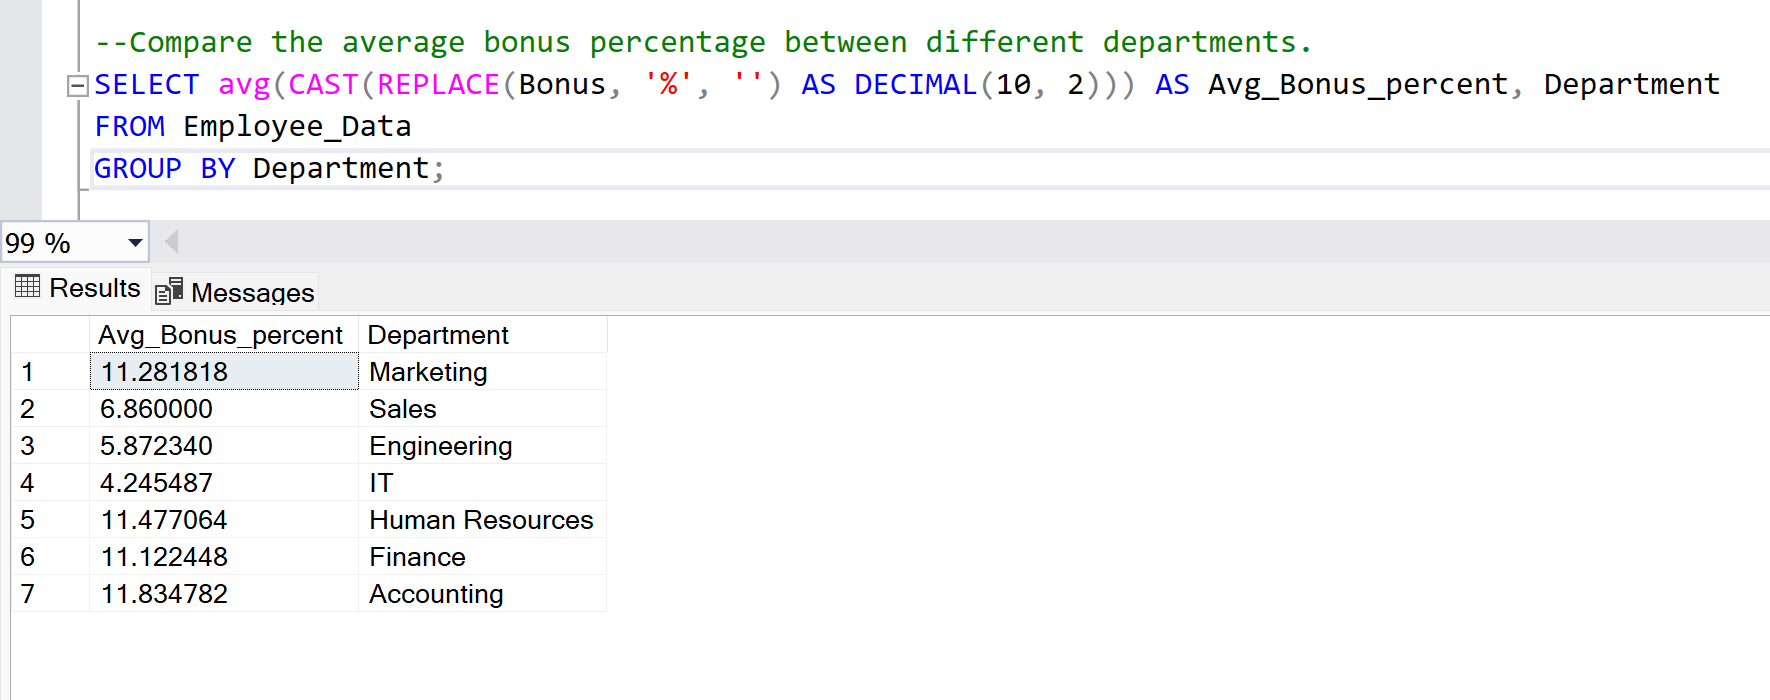 --Compare the average bonus percentage between different departments.
SELECT avg(CAST(REPLACE(Bonus, '%', '') AS DECIMAL(10, 2))) AS Avg_Bonus_percent, Department
FROM Employee_Data
GROUP BY Department;
99 %
Results Messages
Avg_Bonus_percent Department
1 11.281818 Marketing
2 6.860000 Sales
3 5.872340 Engineering
4 4.245487 IT
5 11.477064 Human Resources
6 11.122448 Finance
7 11.834782 Accounting